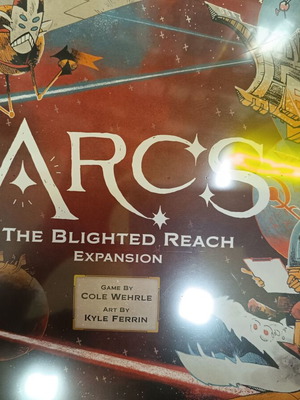 ARCS
THE BLIGHTED REACH
EXPANSION
GAME BY
COLE WEHRLE
ART BY
KYLE FERRIN